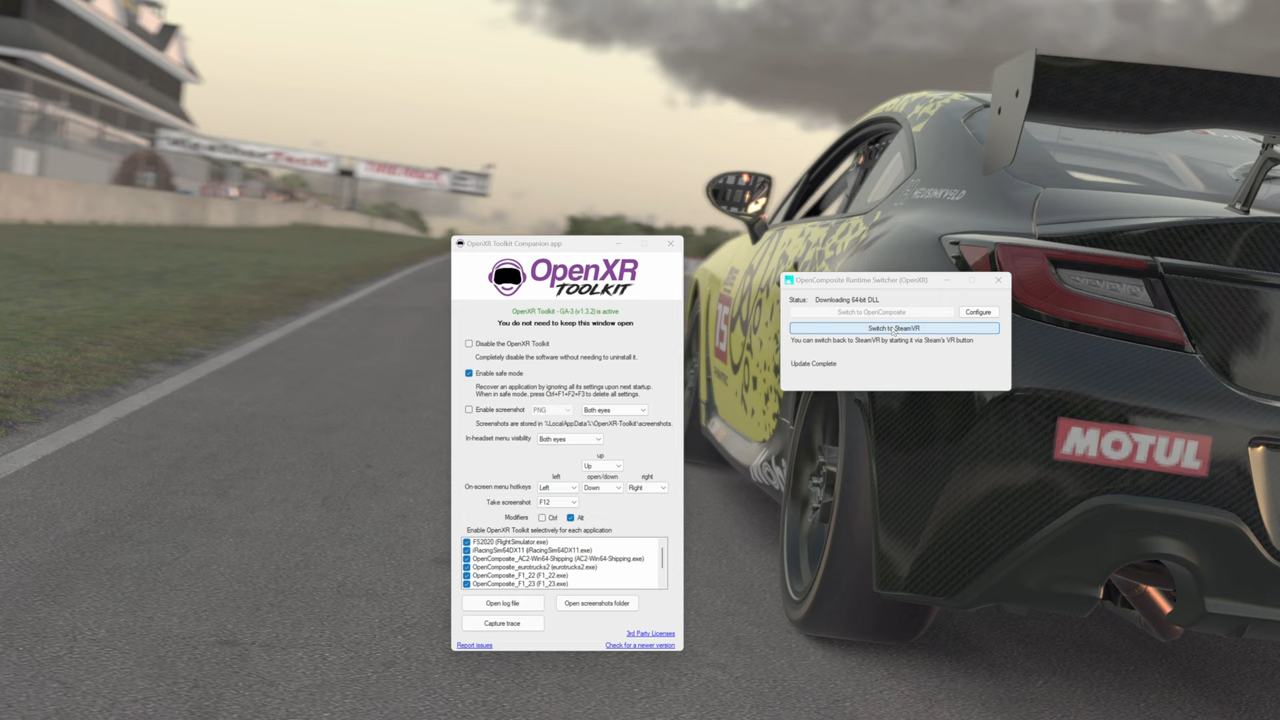 OpenXR Toolkit Companion app
OpenXR
TOOLKIT
OpenXR Toolkit - GA-3 (v1.3.2) is active
You do not need to keep this window open
Disable the OpenXR Toolkit
Completely disable the software without needing to uninstall it.
Enable safe mode
Recover an application by ignoring all its settings upon next startup.
When in safe mode, press Ctrl+F1+F2+F3 to delete all settings.
Enable screenshot PNG Both eyes
Screenshots are stored in %LocalAppData%\OpenXR-Toolkit\screenshots.
In-headset menu visibility Both eyes
up
Up
left open/down right
On-screen menu hotkeys Left Down Right
Take screenshot F12
Modifiers Ctrl Alt
Enable OpenXR Toolkit selectively for each application
FS2020 (FlightSimulator.exe)
iRacingSim64DX11 (iRacingSim64DX11.exe)
OpenComposite_AC2-Win64-Shipping (AC2-Win64-Shipping.exe)
OpenComposite_eurotrucks2 (eurotrucks2.exe)
OpenComposite_F1_22 (F1_22.exe)
OpenComposite_F1_23 (F1_23.exe)
Open log file Open screenshots folder
Capture trace
3rd Party Licenses
Report issues Check for a newer version
OpenComposite Runtime Switcher (OpenXR)
Status: Downloading 64-bit DLL
Switch to OpenComposite Configure
Switch to SteamVR
You can switch back to SteamVR by starting it via Steam's VR button
Update Complete
HEUSINKVELD
15
MOTUL